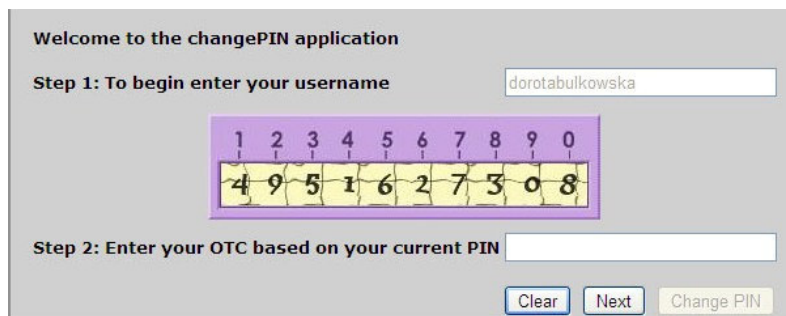 Welcome to the changePIN application
Step 1: To begin enter your username dorotabulkowska
1 2 3 4 5 6 7 8 9 0
4 9 5 1 6 2 7 3 0 8
Step 2: Enter your OTC based on your current PIN
Clear Next Change PIN